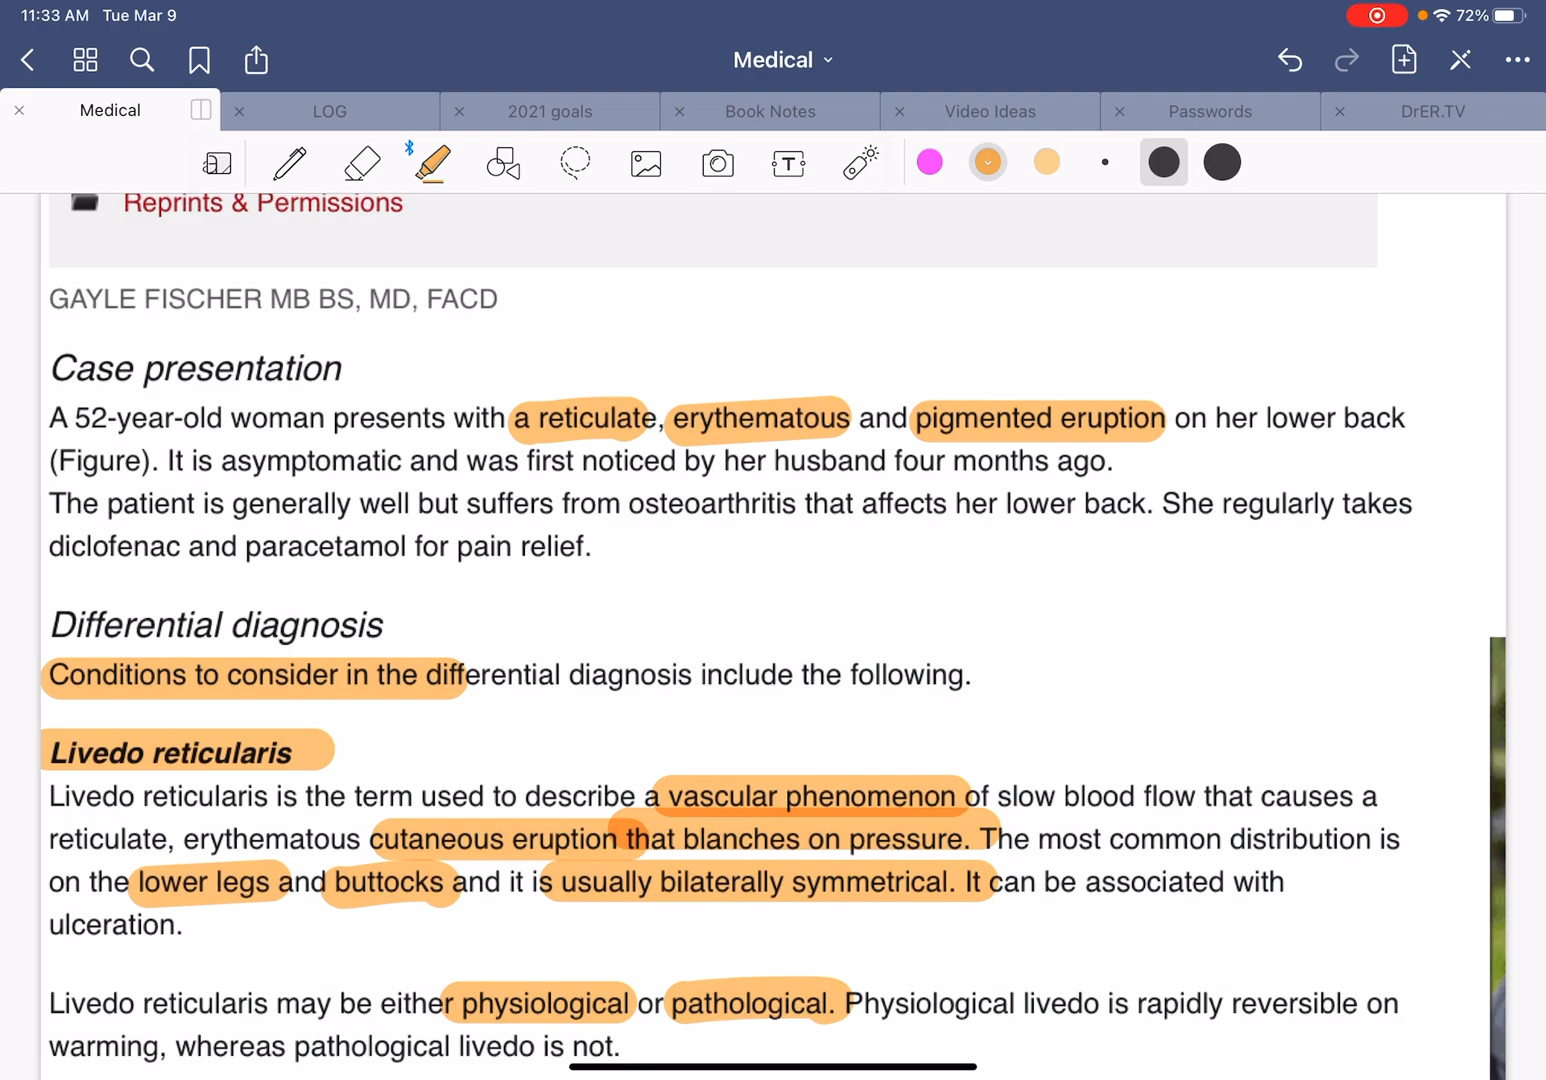 11:33 AM Tue Mar 9
72%
Medical
Medical
LOG
2021 goals
Book Notes
Video Ideas
Passwords
DrER.TV
Reprints & Permissions
GAYLE FISCHER MB BS, MD, FACD
Case presentation
A 52-year-old woman presents with a reticulate, erythematous and pigmented eruption on her lower back
(Figure). It is asymptomatic and was first noticed by her husband four months ago.
The patient is generally well but suffers from osteoarthritis that affects her lower back. She regularly takes
diclofenac and paracetamol for pain relief.
Differential diagnosis
Conditions to consider in the differential diagnosis include the following.
Livedo reticularis
Livedo reticularis is the term used to describe a vascular phenomenon of slow blood flow that causes a
reticulate, erythematous cutaneous eruption that blanches on pressure. The most common distribution is
on the lower legs and buttocks and it is usually bilaterally symmetrical. It can be associated with
ulceration.
Livedo reticularis may be either physiological or pathological. Physiological livedo is rapidly reversible on
warming, whereas pathological livedo is not.